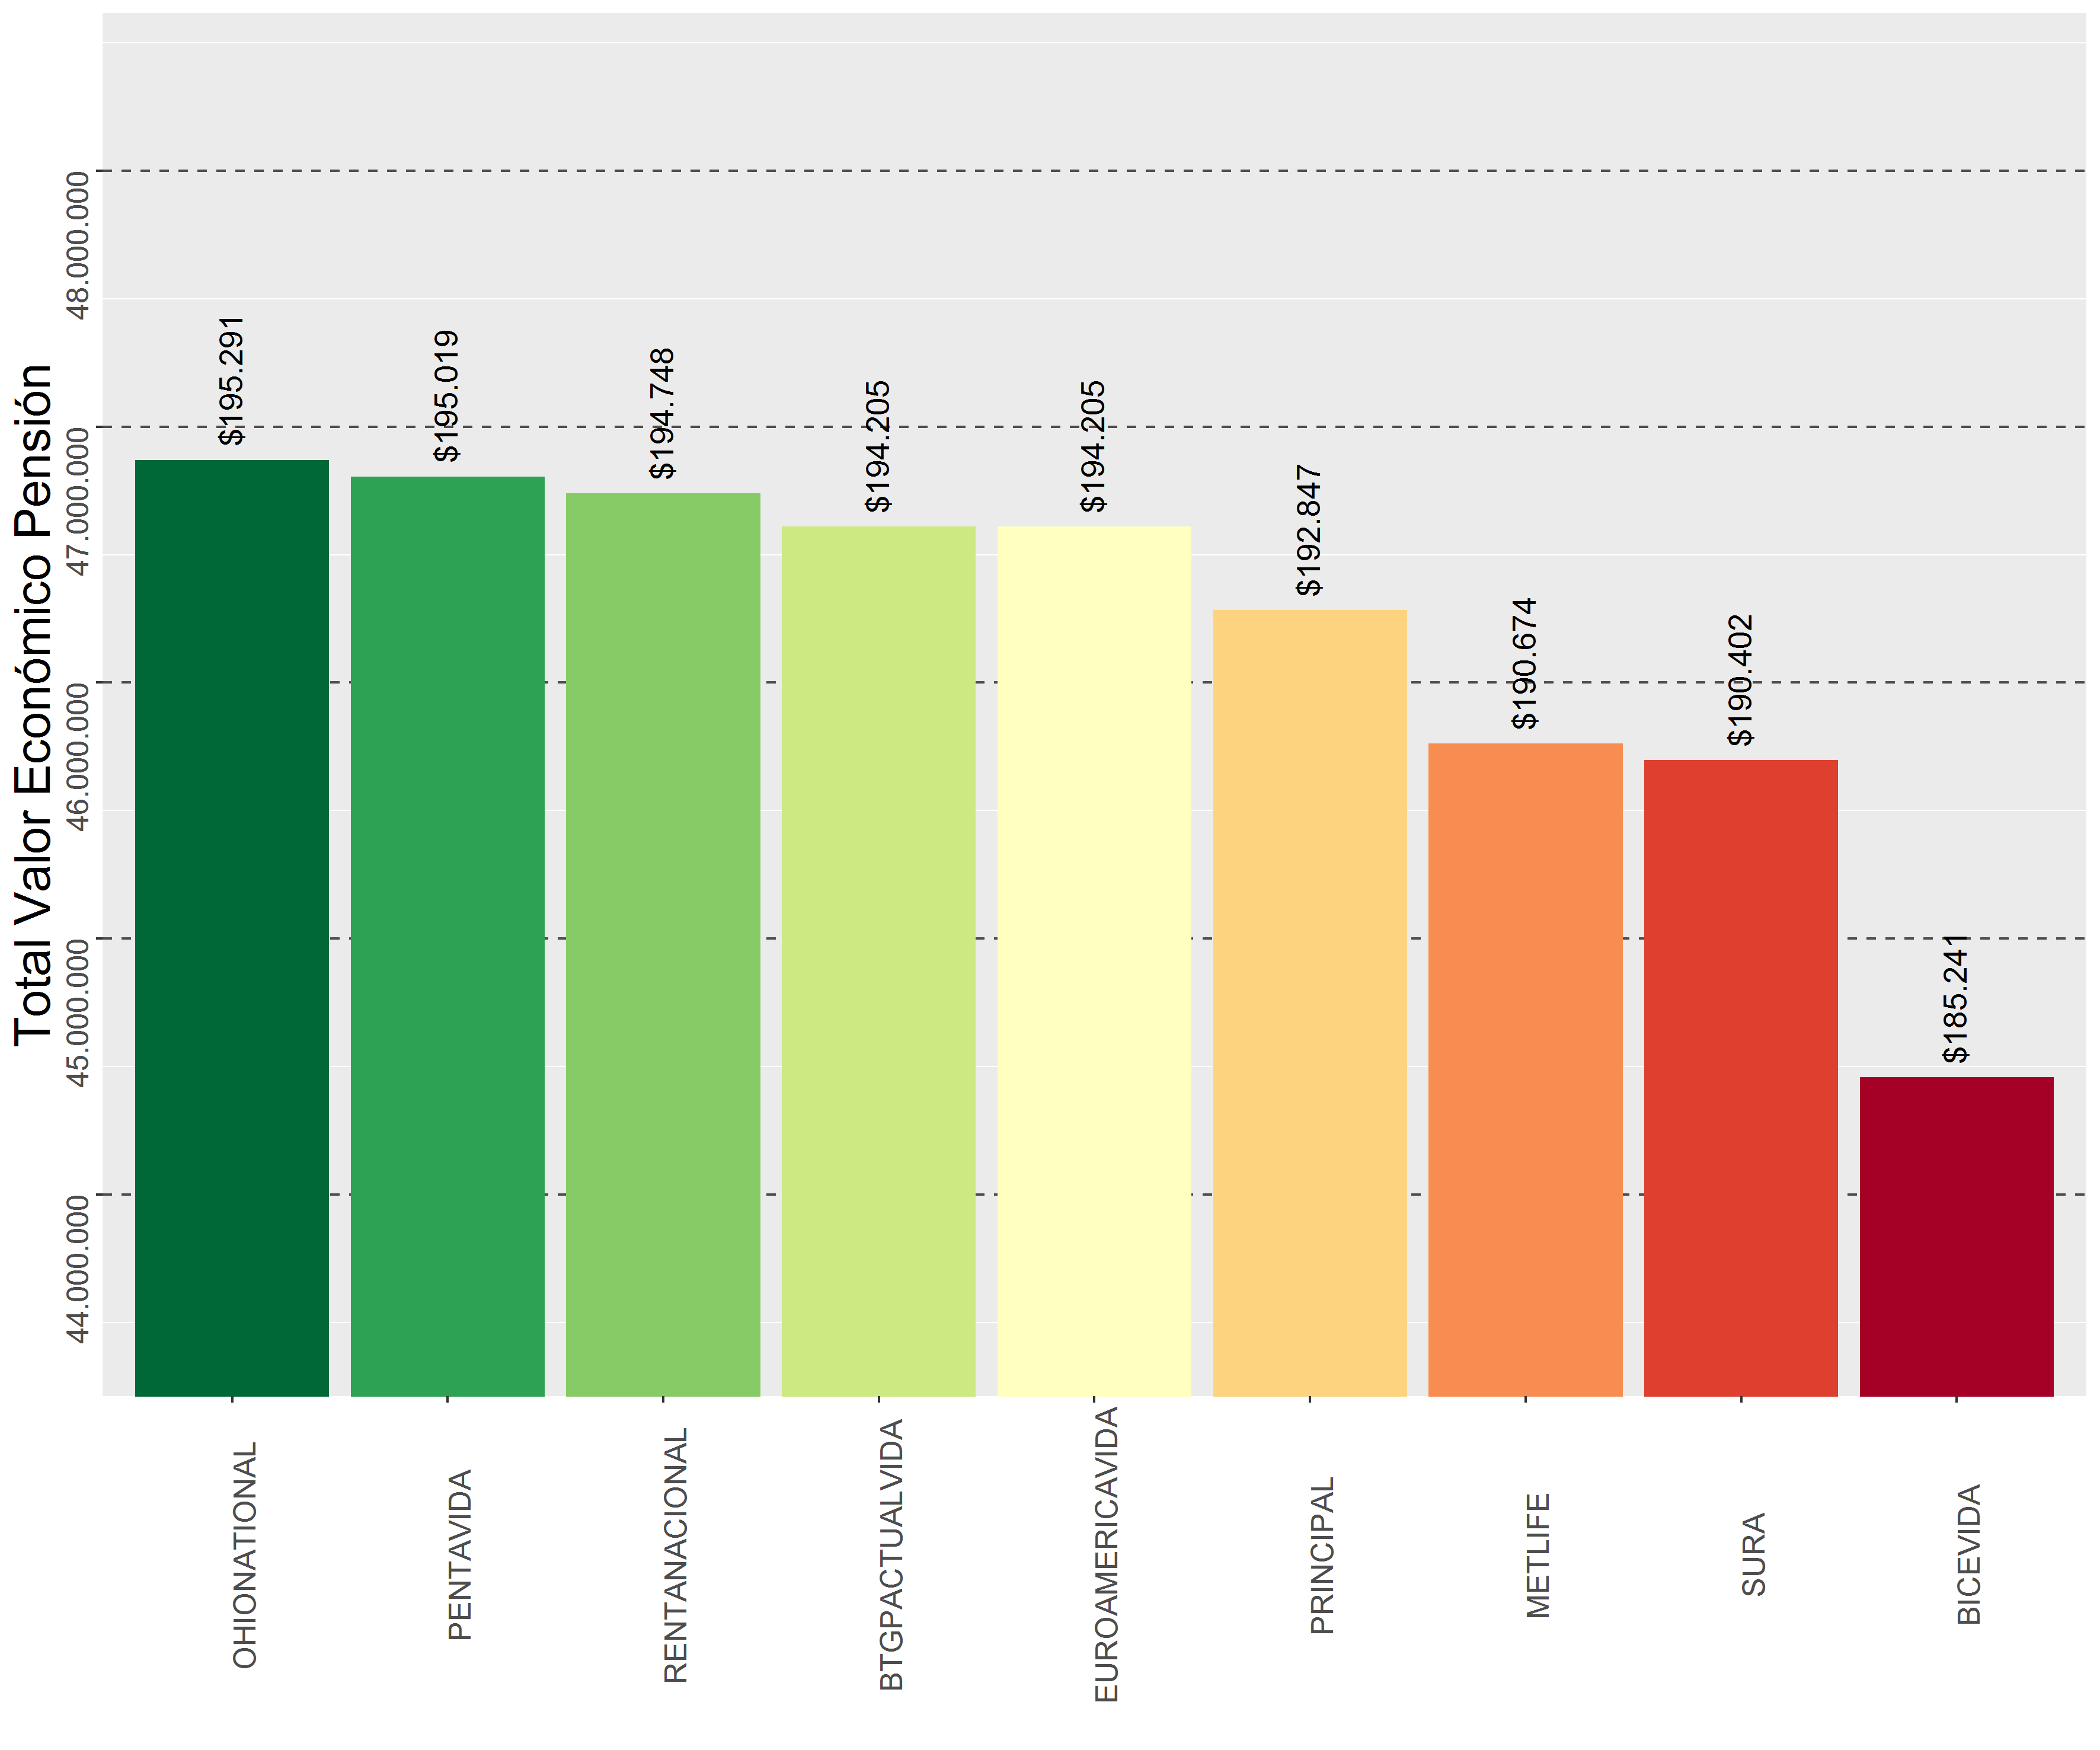 Total Valor Económico Pensión
48.000.000
47.000.000
46.000.000
45.000.000
44.000.000
$195.291
$195.019
$194.748
$194.205
$194.205
$192.847
$190.674
$190.402
$185.241
OHIONATIONAL
PENTAVIDA
RENTANACIONAL
BTGPACTUALVIDA
EUROAMERICAVIDA
PRINCIPAL
METLIFE
SURA
BICEVIDA